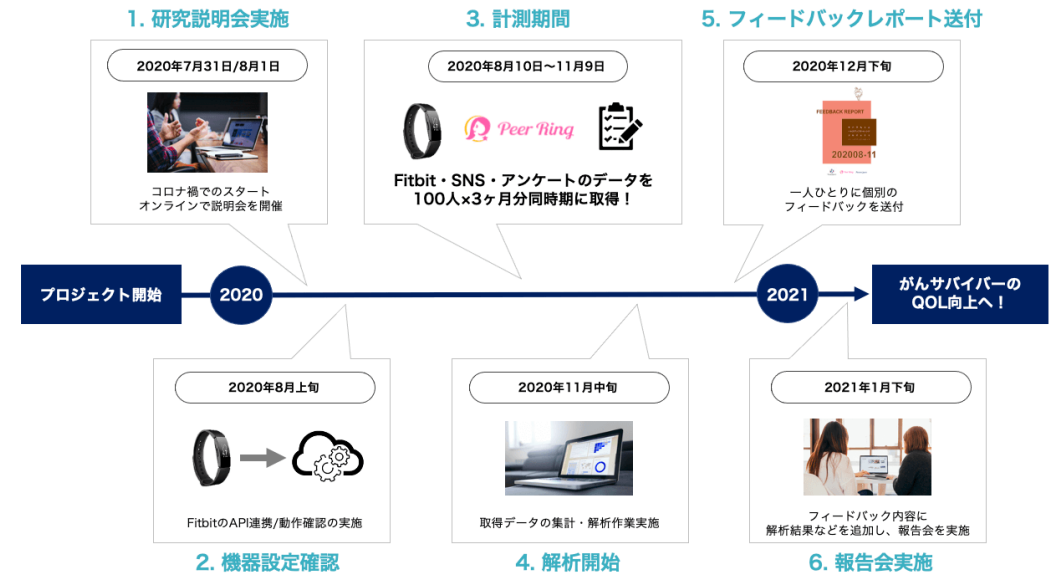 1. 研究説明会実施
2020年7月31日/8月1日
コロナ禍でのスタート
オンラインで説明会を開催
3. 計測期間
2020年8月10日〜11月9日
Peer Ring
Fitbit・SNS・アンケートのデータを
100人×3ヶ月分同時期に取得！
5. フィードバックレポート送付
2020年12月下旬
FEEDBACK REPORT
202008-11
一人ひとりに個別の
フィードバックを送付
プロジェクト開始
2020
2021
がんサバイバーの
QOL向上へ！
2020年8月上旬
FitbitのAPI連携/動作確認の実施
2. 機器設定確認
2020年11月中旬
取得データの集計・解析作業実施
4. 解析開始
2021年1月下旬
フィードバック内容に
解析結果などを追加し、報告会を実施
6. 報告会実施